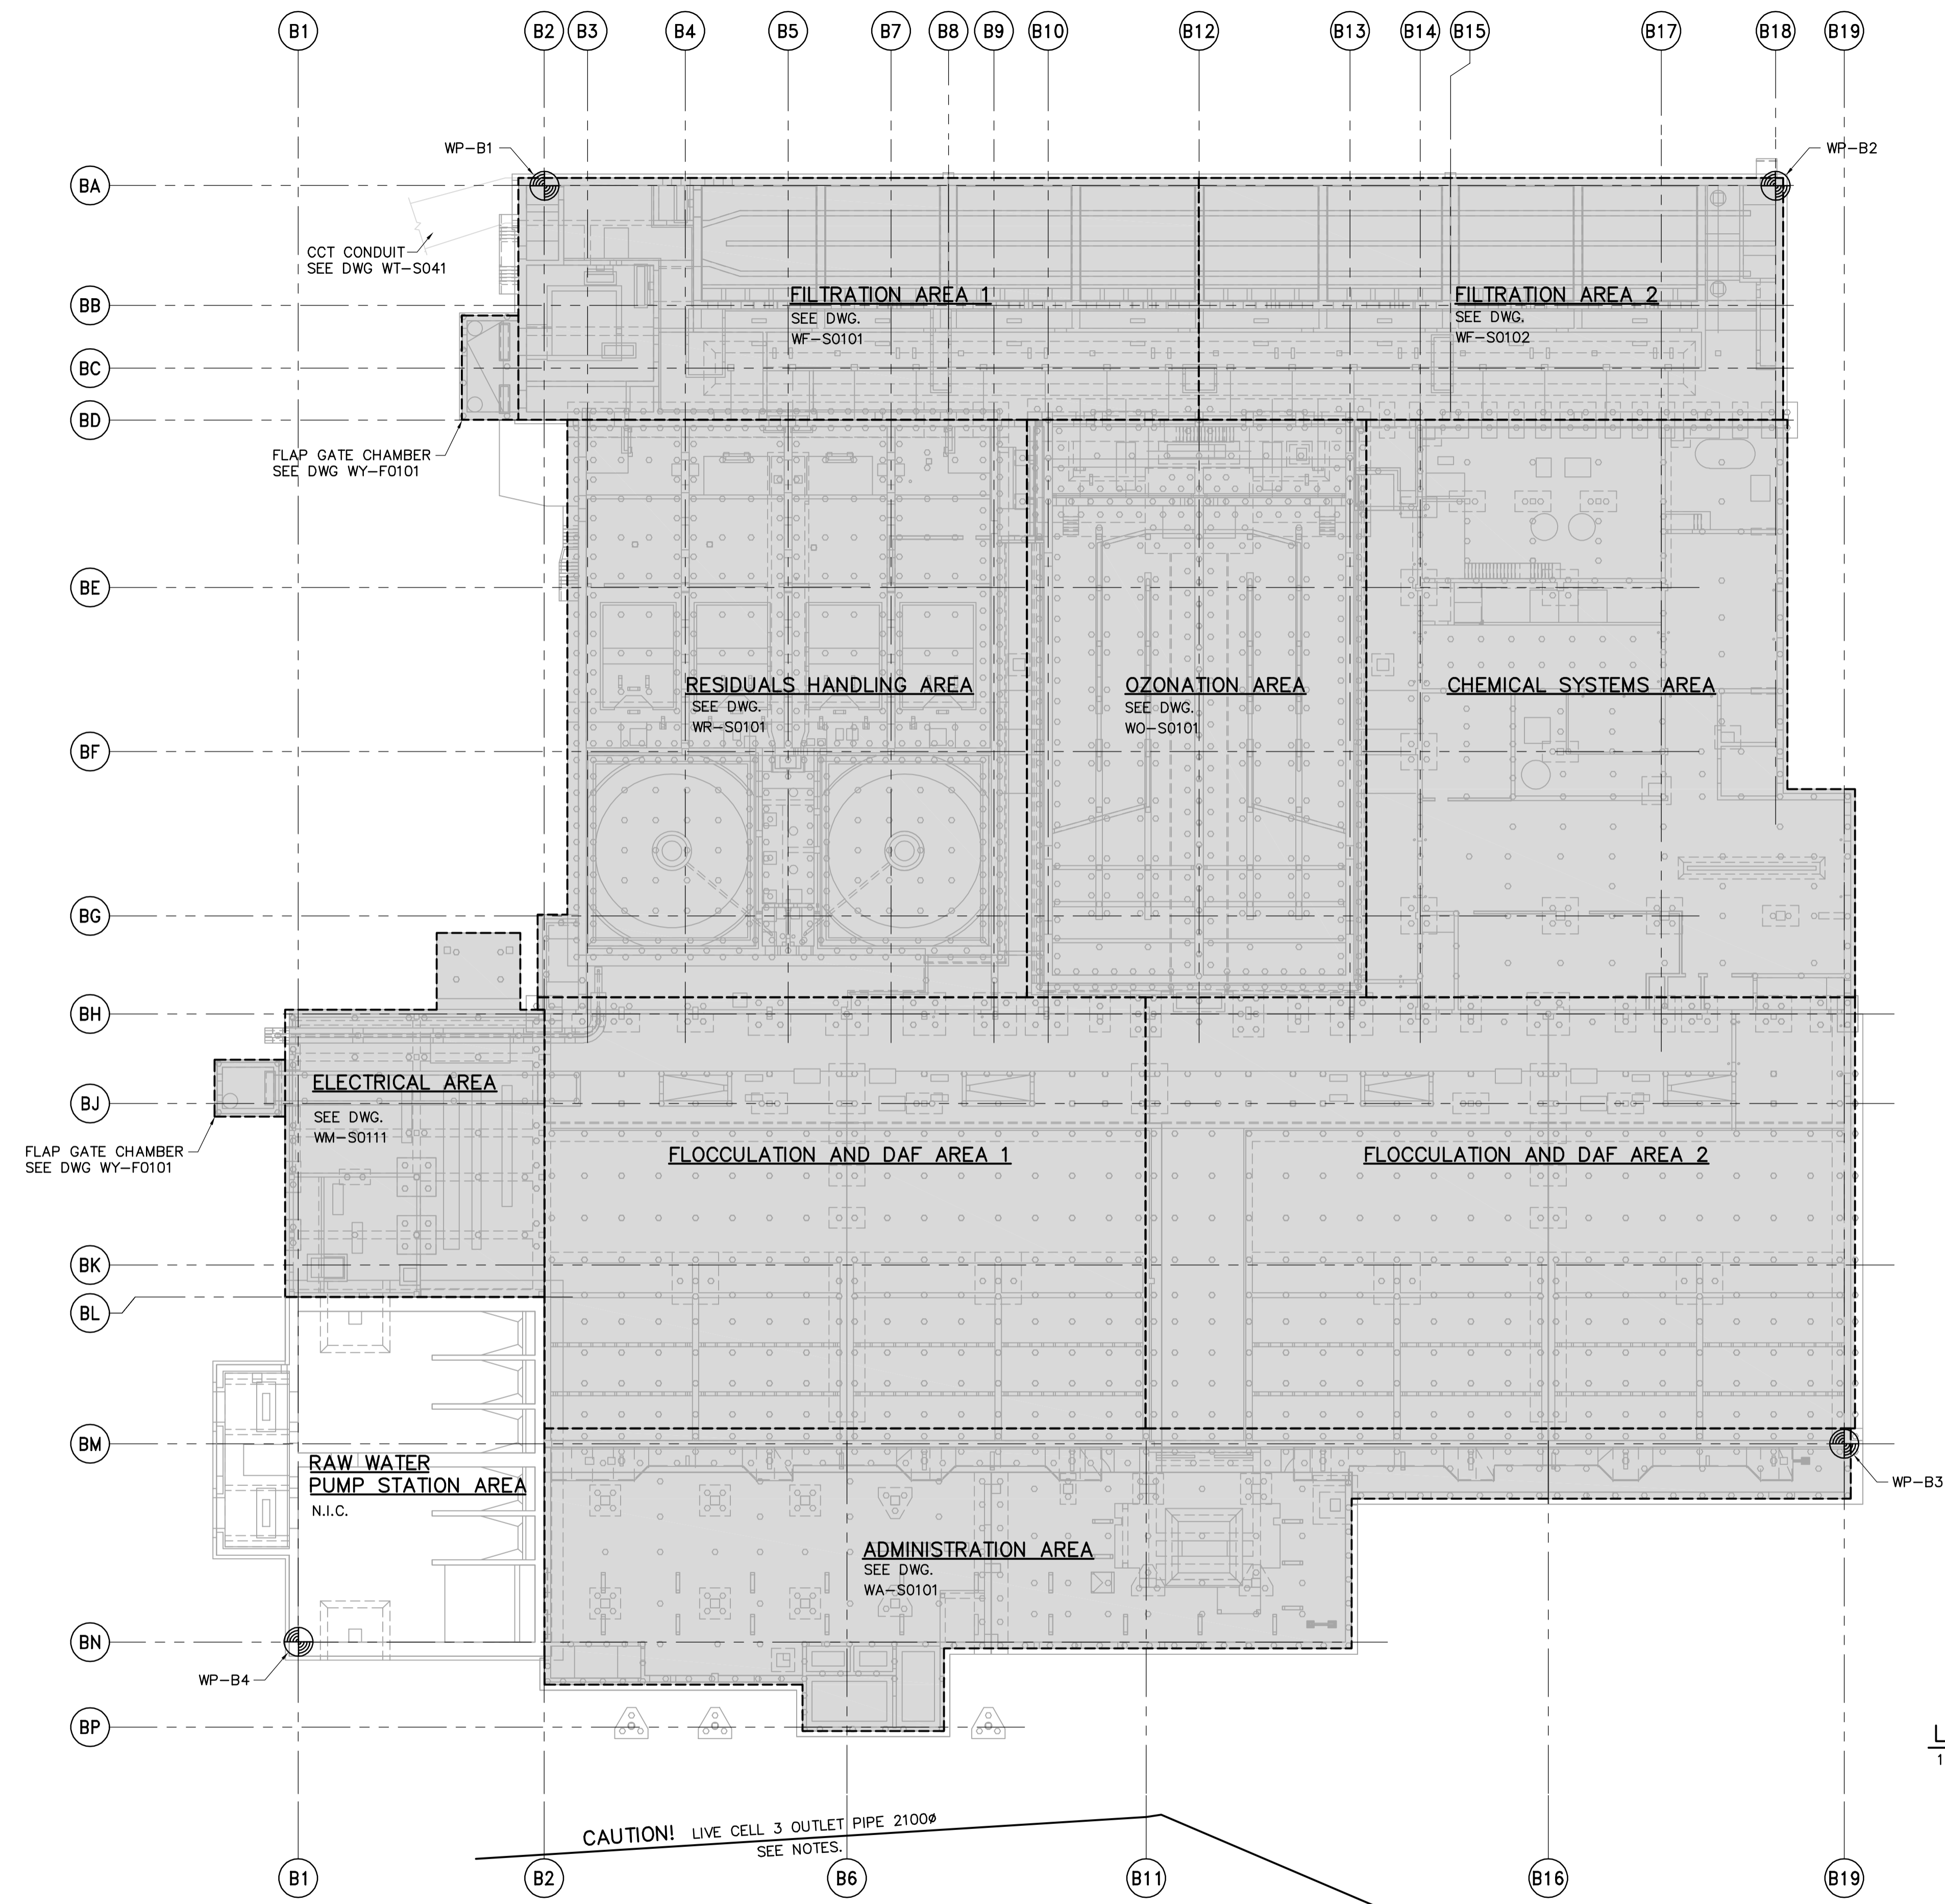 B1 B2 B3 B4 B5 B7 B8 B9 B10 B12 B13 B14 B15 B17 B18 B19
WP-B1
WP-B2
BA
CCT CONDUIT
SEE DWG WT-S041
BB
FILTRATION AREA 1
SEE DWG.
WF-S0101
FILTRATION AREA 2
SEE DWG.
WF-S0102
BC
BD
FLAP GATE CHAMBER
SEE DWG WY-F0101
BE
RESIDUALS HANDLING AREA
SEE DWG.
WR-S0101
OZONATION AREA
SEE DWG.
WO-S0101
CHEMICAL SYSTEMS AREA
BF
BG
BH
ELECTRICAL AREA
SEE DWG.
WM-S0111
BJ
FLAP GATE CHAMBER
SEE DWG WY-F0101
FLOCCULATION AND DAF AREA 1
FLOCCULATION AND DAF AREA 2
BK
BL
BM
RAW WATER
PUMP STATION AREA
N.I.C.
WP-B3
ADMINISTRATION AREA
SEE DWG.
WA-S0101
BN
WP-B4
BP
L
1
CAUTION! LIVE CELL 3 OUTLET PIPE 2100ø
SEE NOTES.
B1 B2 B6 B11 B16 B19